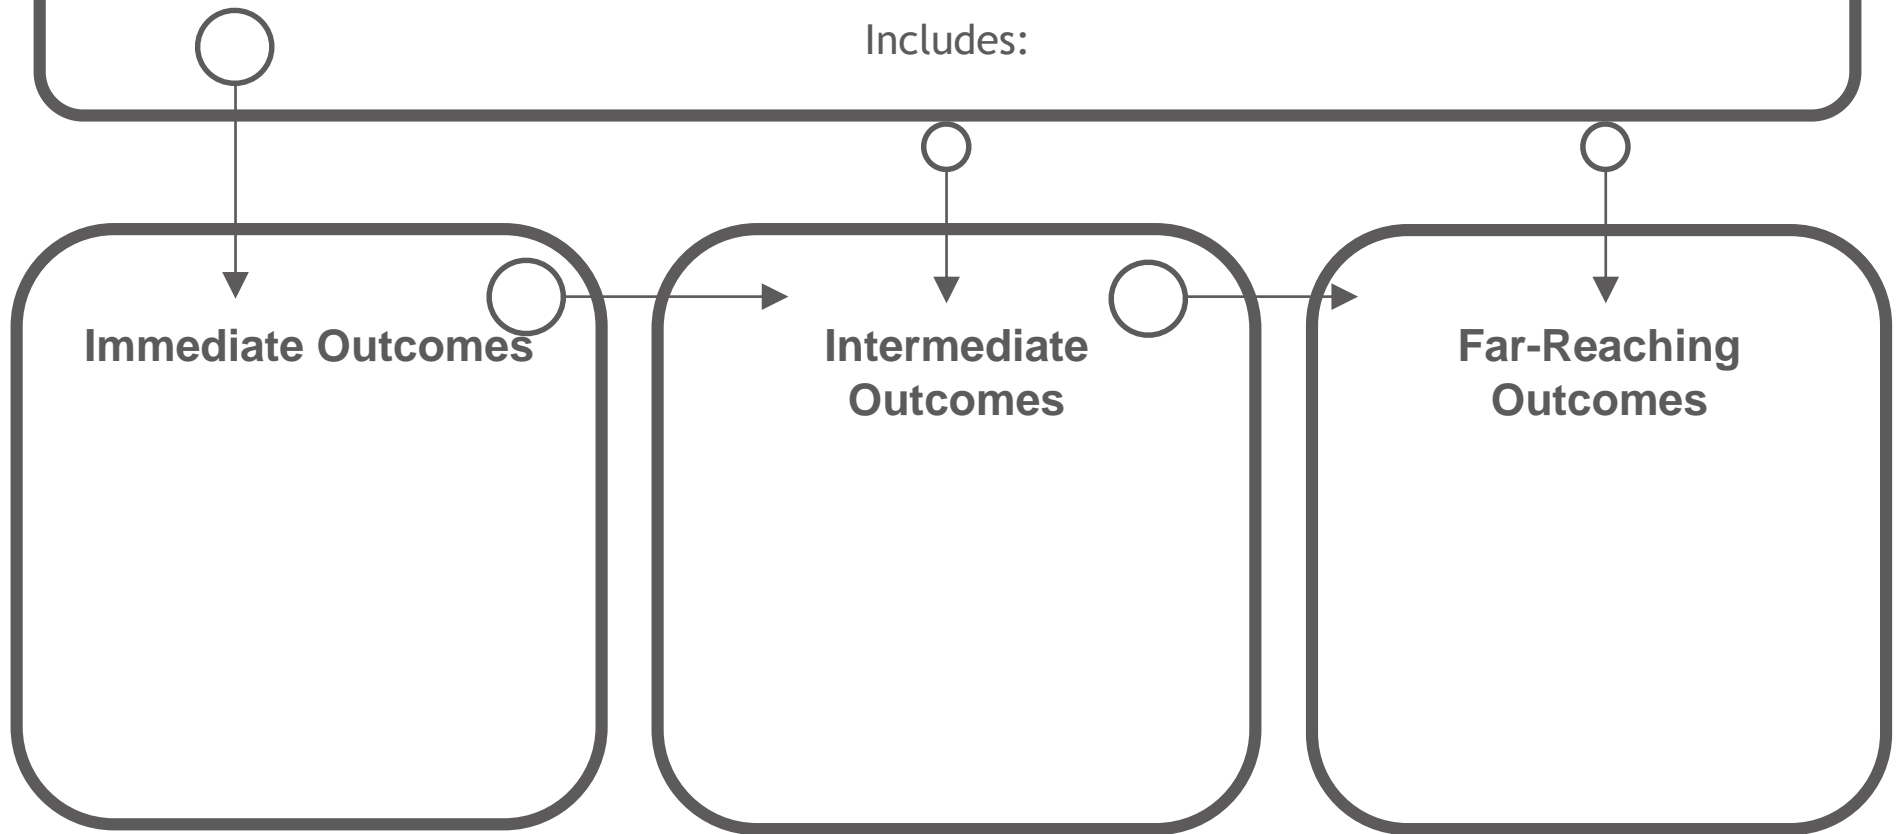 Includes:
Immediate Outcomes
Intermediate
Outcomes
Far-Reaching
Outcomes